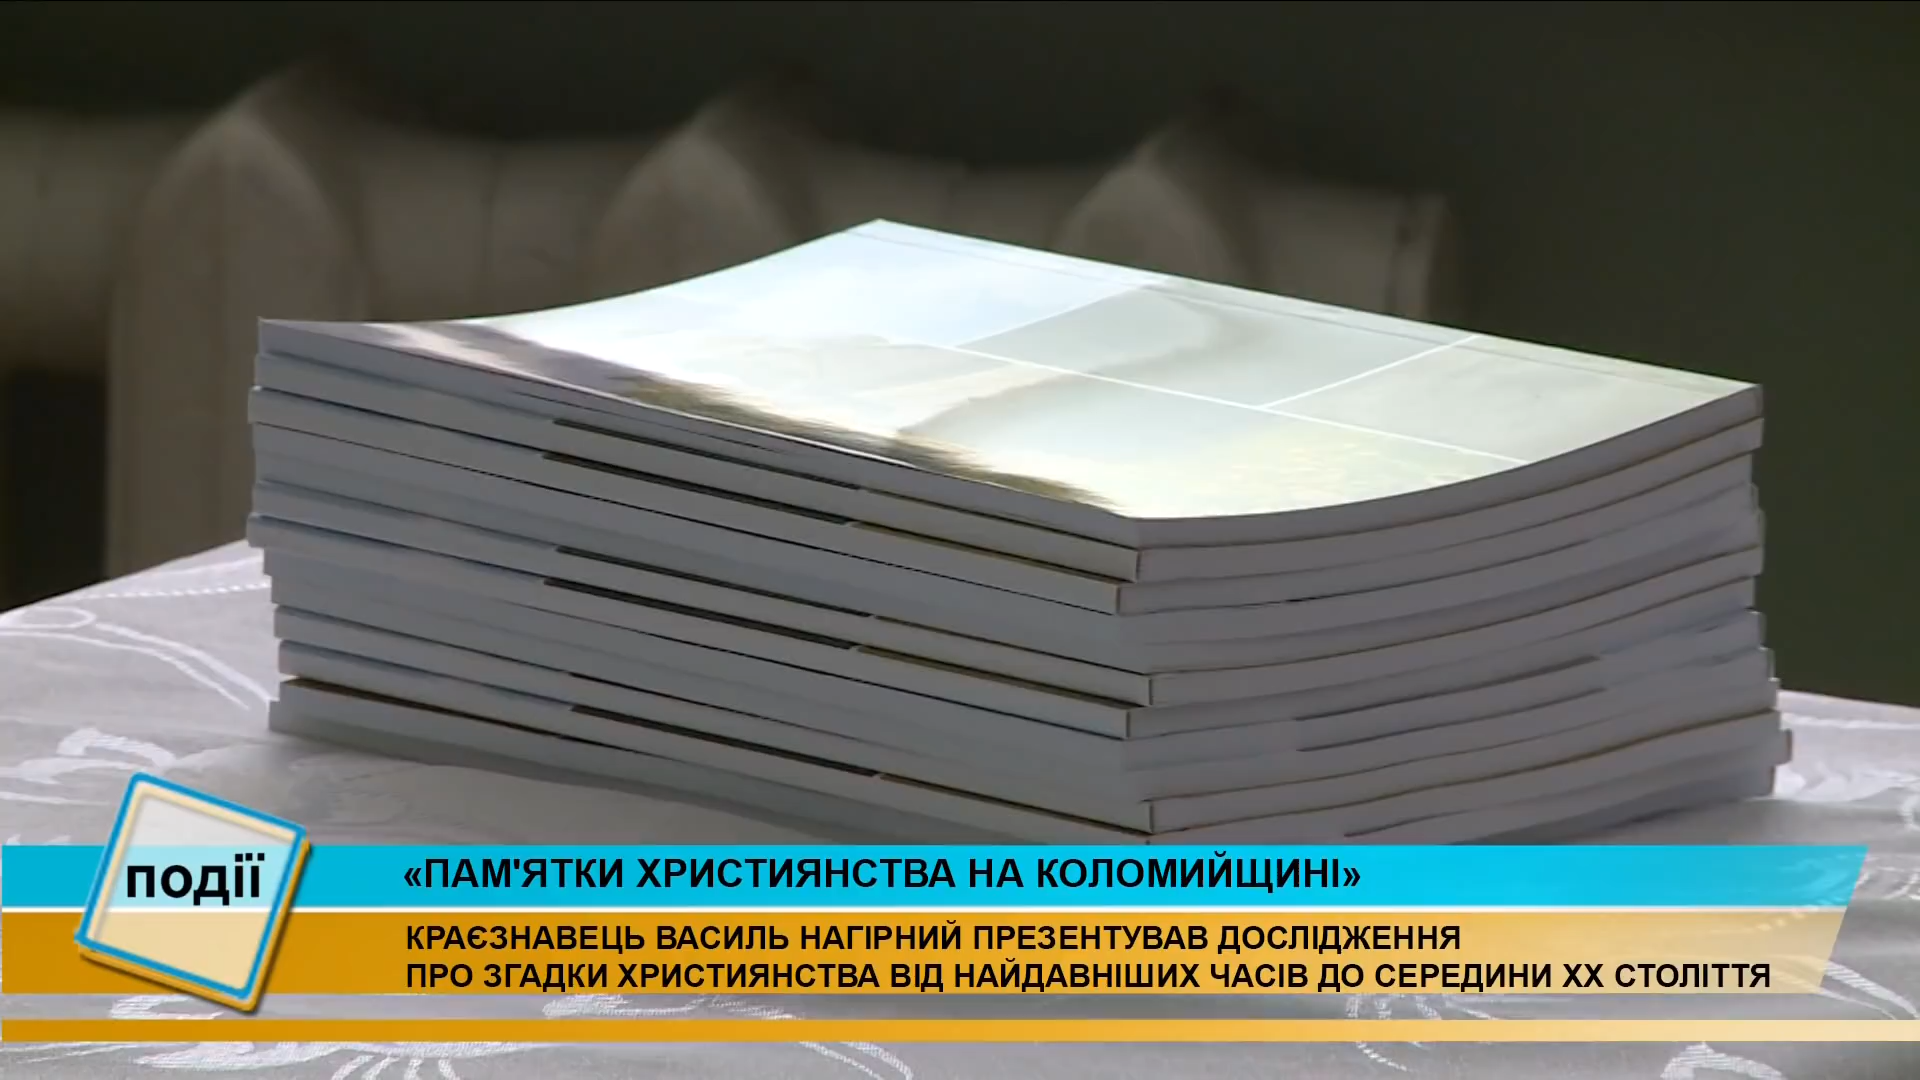 події
«ПАМ'ЯТКИ ХРИСТИЯНСТВА НА КОЛОМИЙЩИНІ»
КРАЄЗНАВЕЦЬ ВАСИЛЬ НАГІРНИЙ ПРЕЗЕНТУВАВ ДОСЛІДЖЕННЯ
ПРО ЗГАДКИ ХРИСТИЯНСТВА ВІД НАЙДАВНІШИХ ЧАСІВ ДО СЕРЕДИНИ ХХ СТОЛІТТЯ